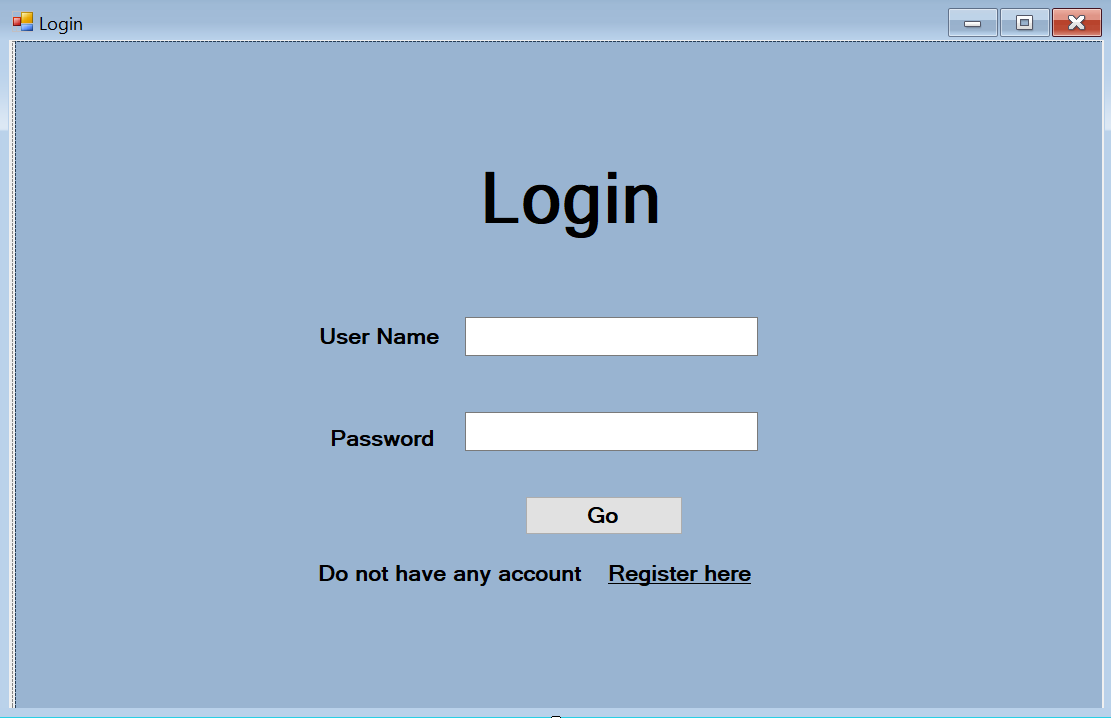 Login
Login
User Name
Password
Go
Do not have any account Register here